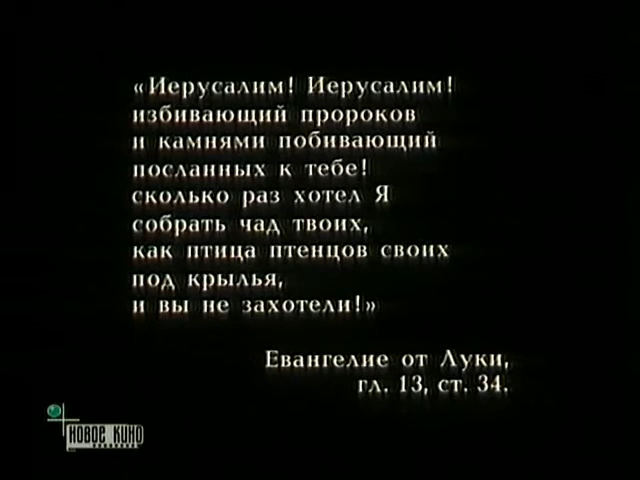 «Иерусалим! Иерусалим!
избивающий пророков
и камнями побивающий
посланных к тебе!
сколько раз хотел Я
собрать чад твоих,
как птица птенцов своих
под крылья,
и вы не захотели!»
Евангелие от Луки,
гл. 13, ст. 34.
НОВОЕ КИНО